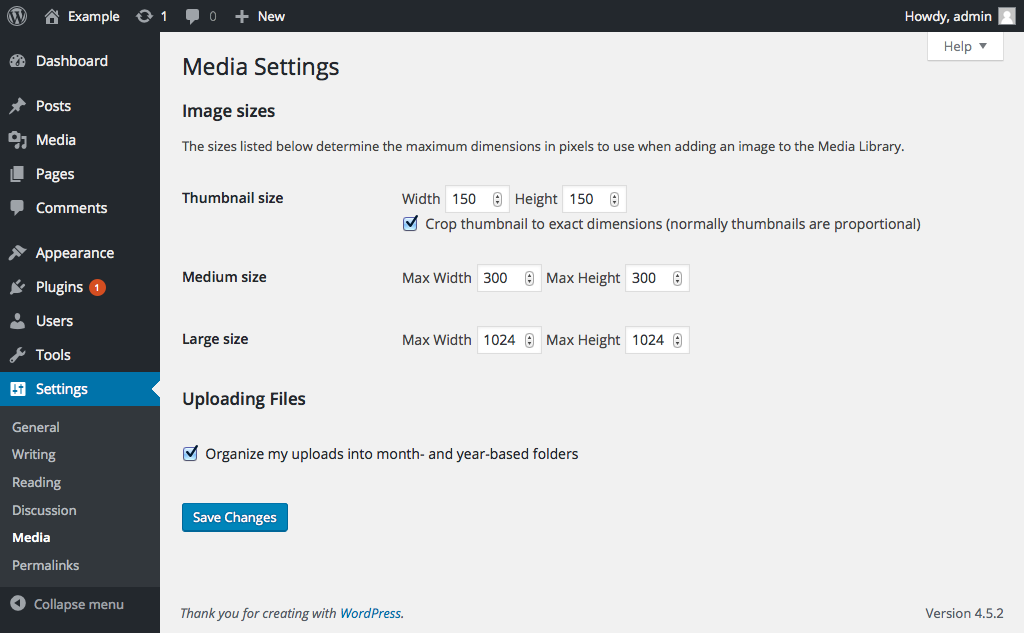 Example 1 0 New Howdy, admin
Help
Dashboard
Posts
Media
Pages
Comments
Appearance
Plugins 1
Users
Tools
Settings
General
Writing
Reading
Discussion
Media
Permalinks
Collapse menu
Media Settings
Image sizes
The sizes listed below determine the maximum dimensions in pixels to use when adding an image to the Media Library.
Thumbnail size Width 150 Height 150
Crop thumbnail to exact dimensions (normally thumbnails are proportional)
Medium size Max Width 300 Max Height 300
Large size Max Width 1024 Max Height 1024
Uploading Files
Organize my uploads into month- and year-based folders
Save Changes
Thank you for creating with WordPress. Version 4.5.2